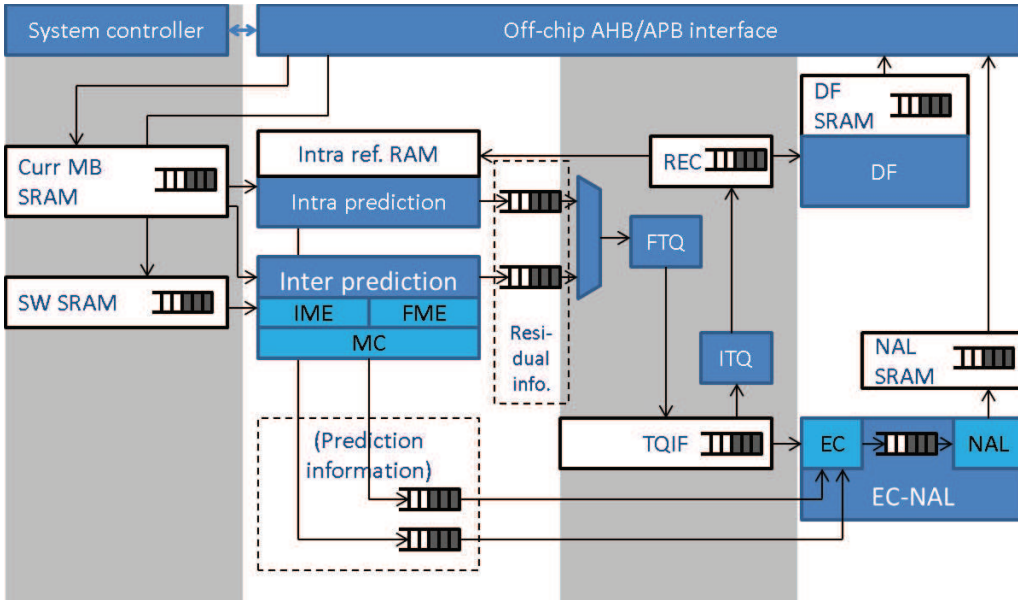 System controller
Off-chip AHB/APB interface
DF
SRAM
Curr MB
SRAM
Intra ref. RAM
REC
Intra prediction
DF
FTQ
Inter prediction
SW SRAM
IME
FME
MC
Resi-
dual
info.
ITQ
NAL
SRAM
(Prediction
information)
TQIF
EC
NAL
EC-NAL